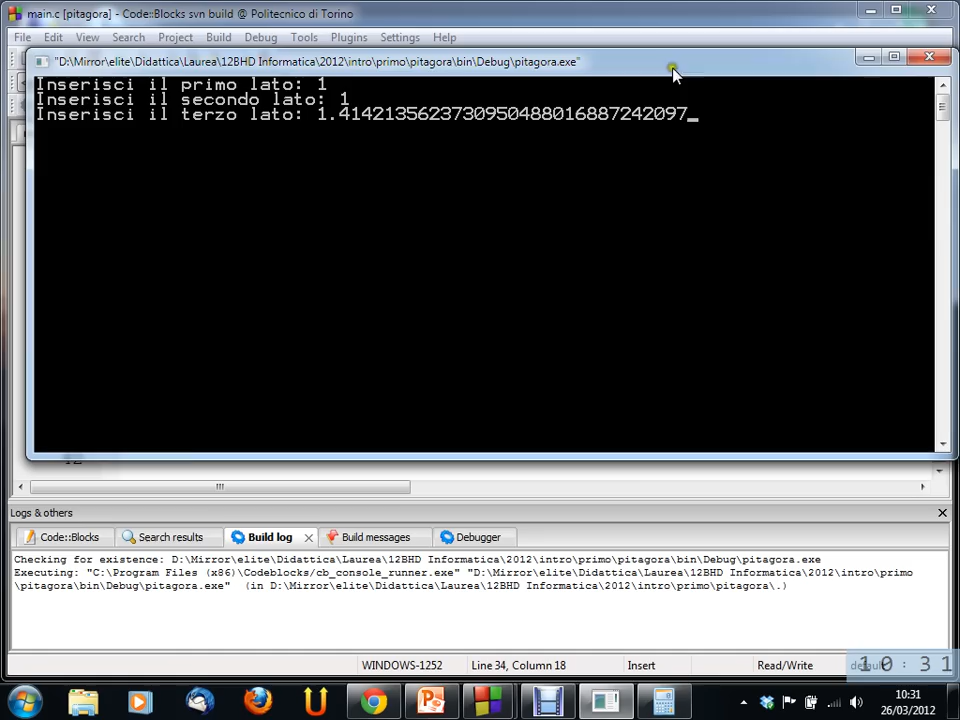 main.c [pitagora] - Code::Blocks svn build @ Politecnico di Torino
File Edit View Search Project Build Debug Tools Plugins Settings Help
"D:\Mirror\elite\Didattica\Laurea\12BHD Informatica\2012\intro\primo\pitagora\bin\Debug\pitagora.exe"
Inserisci il primo lato: 1
Inserisci il secondo lato: 1
Inserisci il terzo lato: 1.4142135623730950488016887242097_
Logs & others
Code::Blocks Search results Build log Build messages Debugger
Checking for existence: D:\Mirror\elite\Didattica\Laurea\12BHD Informatica\2012\intro\primo\pitagora\bin\Debug\pitagora.exe
Executing: "C:\Program Files (x86)\Codeblocks/cb_console_runner.exe" "D:\Mirror\elite\Didattica\Laurea\12BHD Informatica\2012\intro\primo
\pitagora\bin\Debug\pitagora.exe"  (in D:\Mirror\elite\Didattica\Laurea\12BHD Informatica\2012\intro\primo\pitagora\.)
WINDOWS-1252 Line 34, Column 18 Insert Read/Write 10:31
10:31
26/03/2012